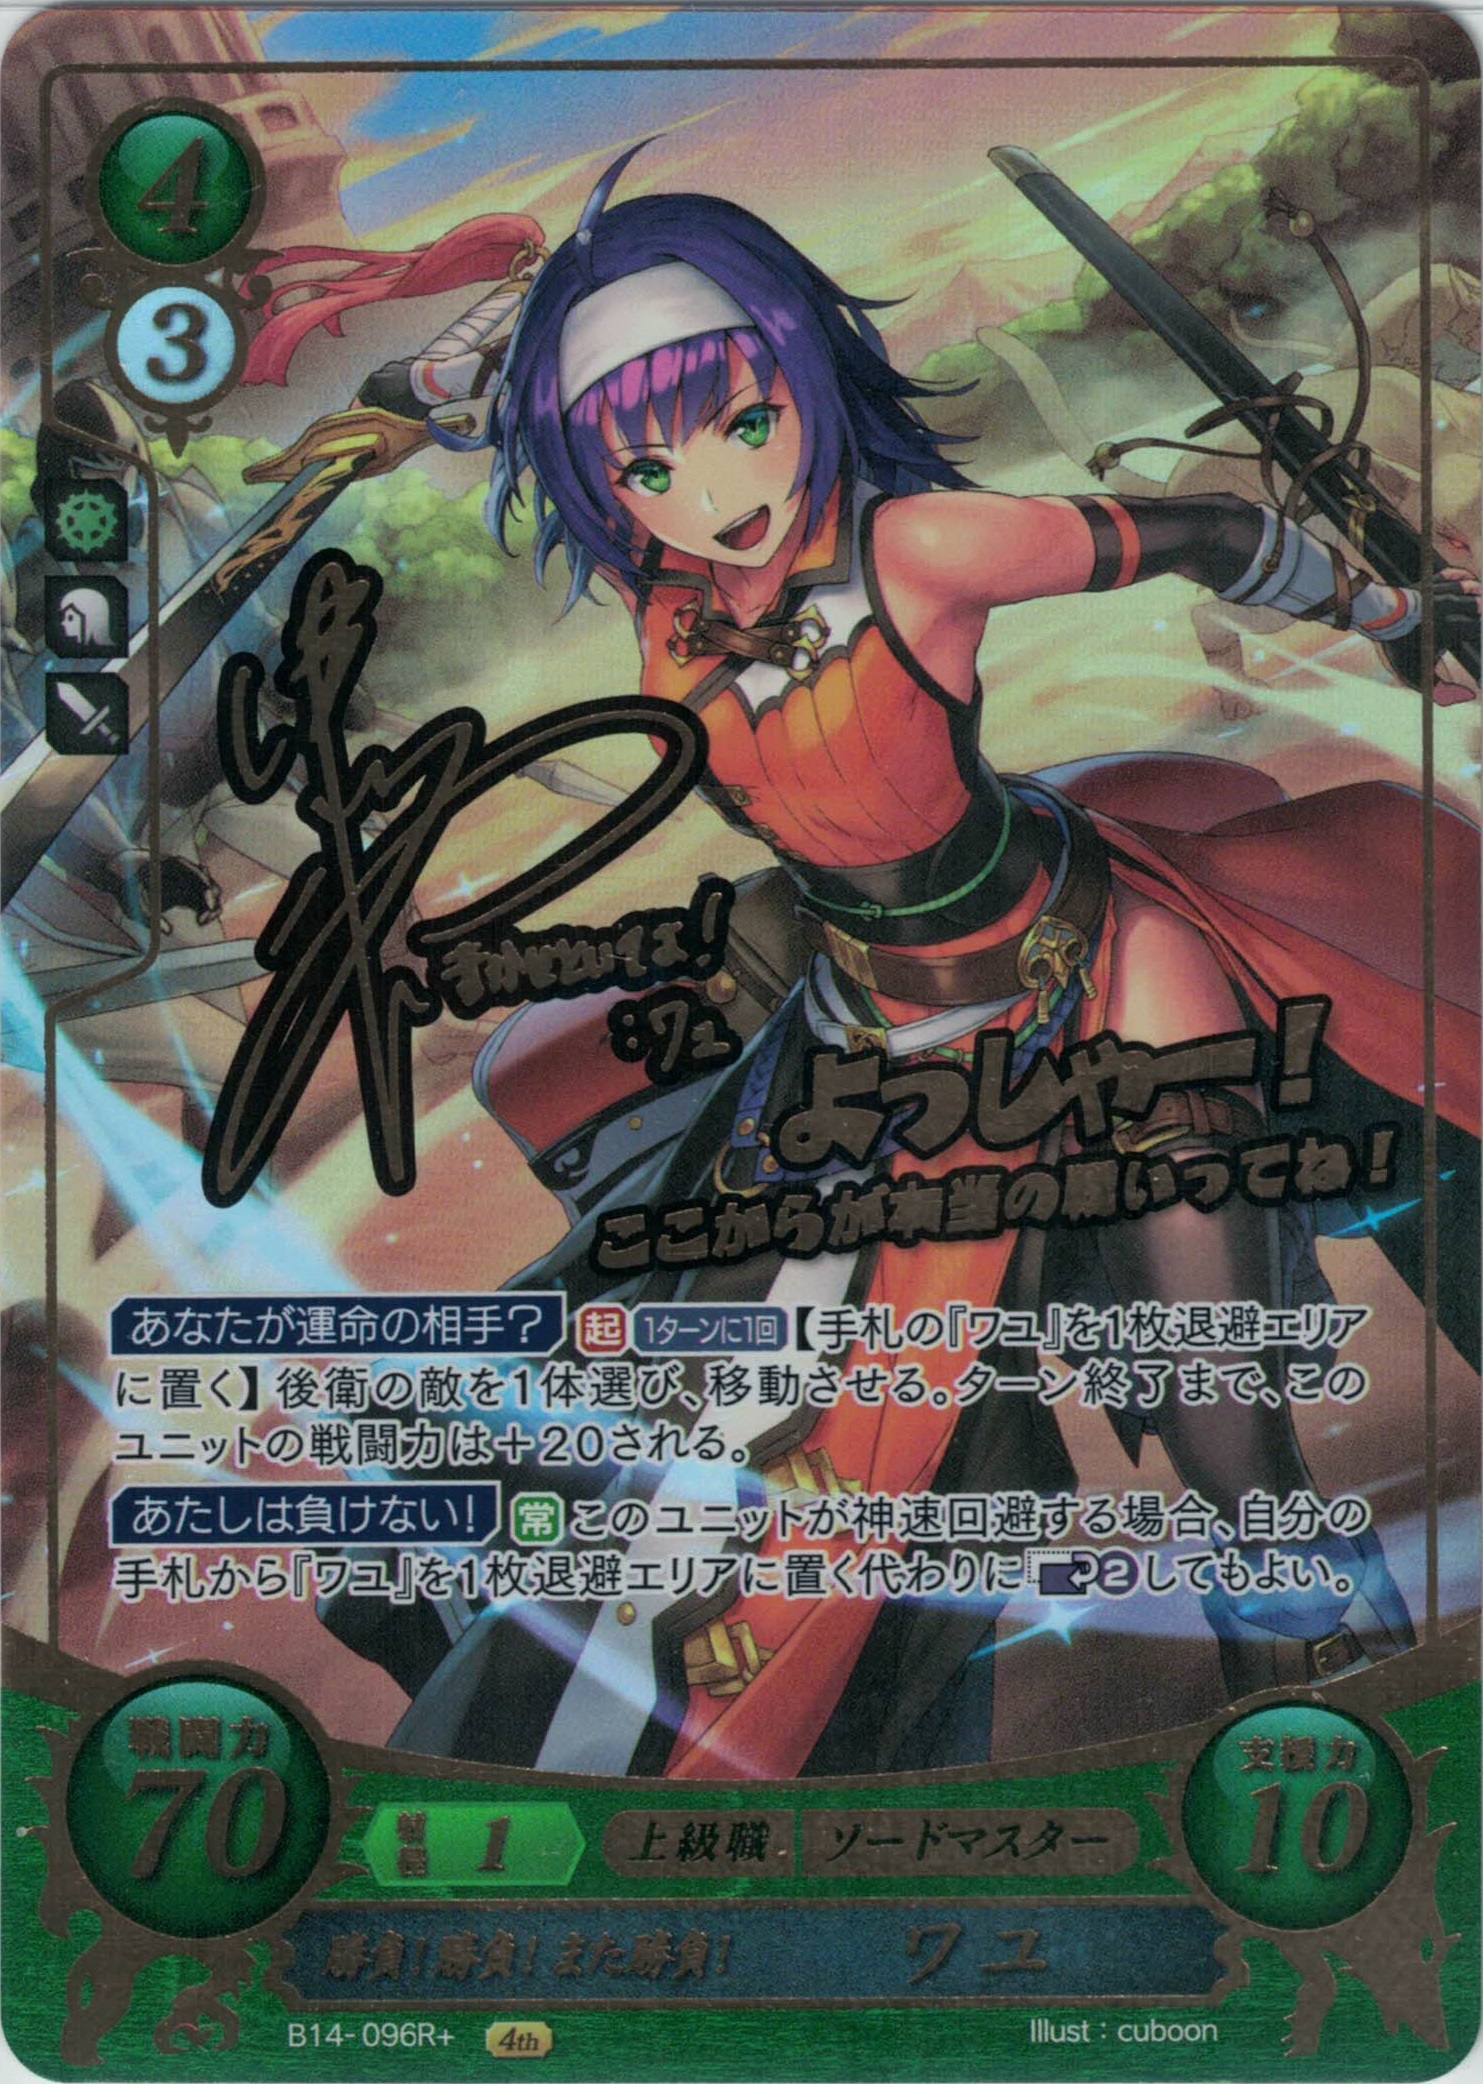 4
3
まかせといてよ!
:ワユ
よっしゃー!
ここからが本当の闘いってね!
あなたが運命の相手? 起 1ターンに1回【手札の『ワユ』を1枚退避エリア
に置く】後衛の敵を1体選び、移動させる。ターン終了まで、この
ユニットの戦闘力は+20される。
あたしは負けない! 常 このユニットが神速回避する場合、自分の
手札から『ワユ』を1枚退避エリアに置く代わりに 2 してもよい。
戦闘力
70
射程 1
上級職 ソードマスター
支援力
10
勝負!勝負!また勝負! ワユ
B14-096R+ 4th Illust:cuboon